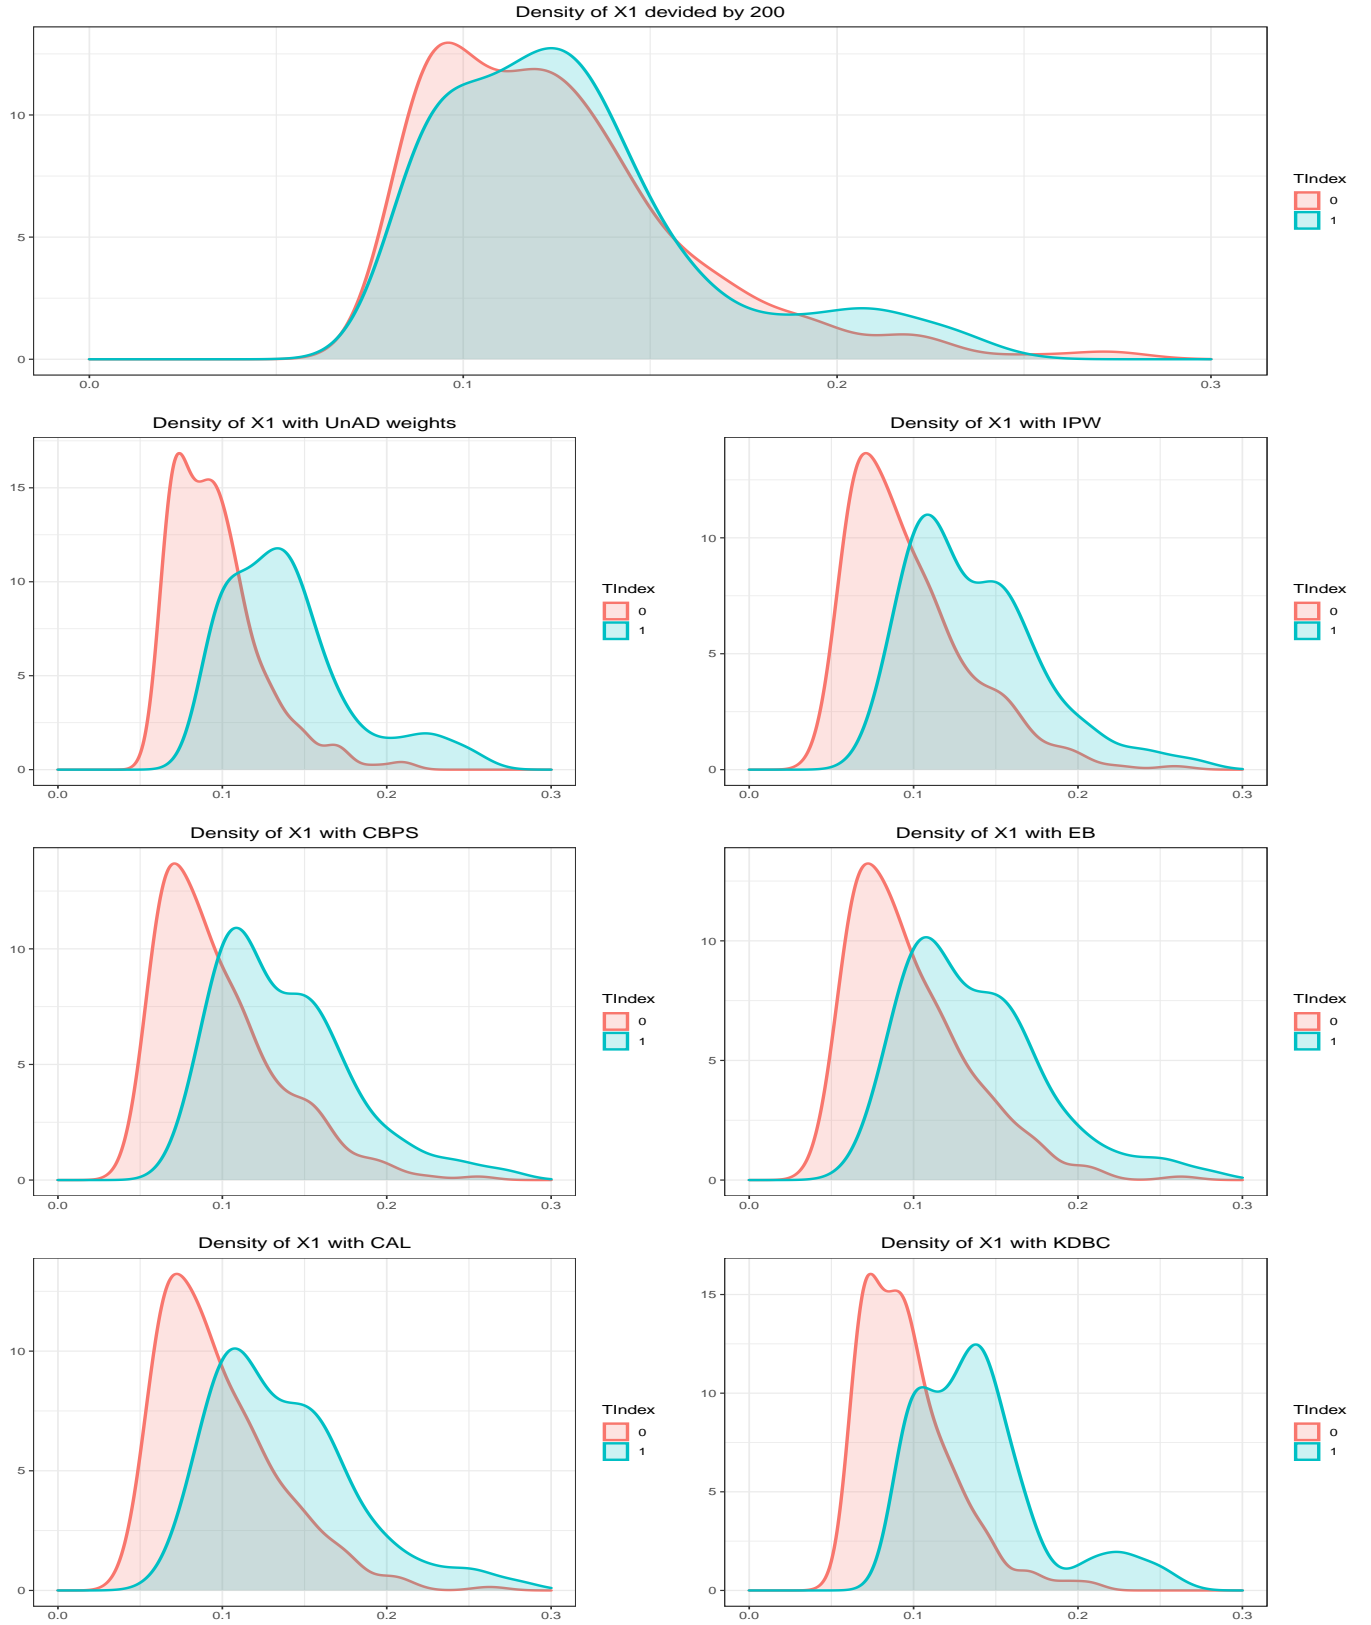 Density of X1 devided by 200
10
5
0
0.0 0.1 0.2 0.3
TIndex
0
1
Density of X1 with UnAD weights
15
10
5
0
0.0 0.1 0.2 0.3
TIndex
0
1
Density of X1 with IPW
10
5
0
0.0 0.1 0.2 0.3
TIndex
0
1
Density of X1 with CBPS
10
5
0
0.0 0.1 0.2 0.3
TIndex
0
1
Density of X1 with EB
10
5
0
0.0 0.1 0.2 0.3
TIndex
0
1
Density of X1 with CAL
10
5
0
0.0 0.1 0.2 0.3
TIndex
0
1
Density of X1 with KDBC
15
10
5
0
0.0 0.1 0.2 0.3
TIndex
0
1